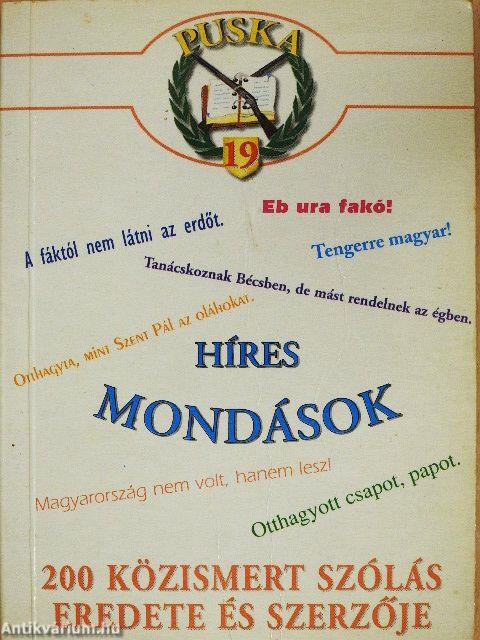 PUSKA
19
Eb ura fakó!
A fáktól nem látni az erdőt.
Tengerre magyar!
Tanácskoznak Bécsben, de mást rendelnek az égben.
Otthagyta, mint Szent Pál az oláhokat.
HÍRES
MONDÁSOK
Magyarország nem volt, hanem lesz!
Otthagyott csapot, papot.
200 KÖZISMERT SZÓLÁS
EREDETE ÉS SZERZŐJE
Antikvarium.hu